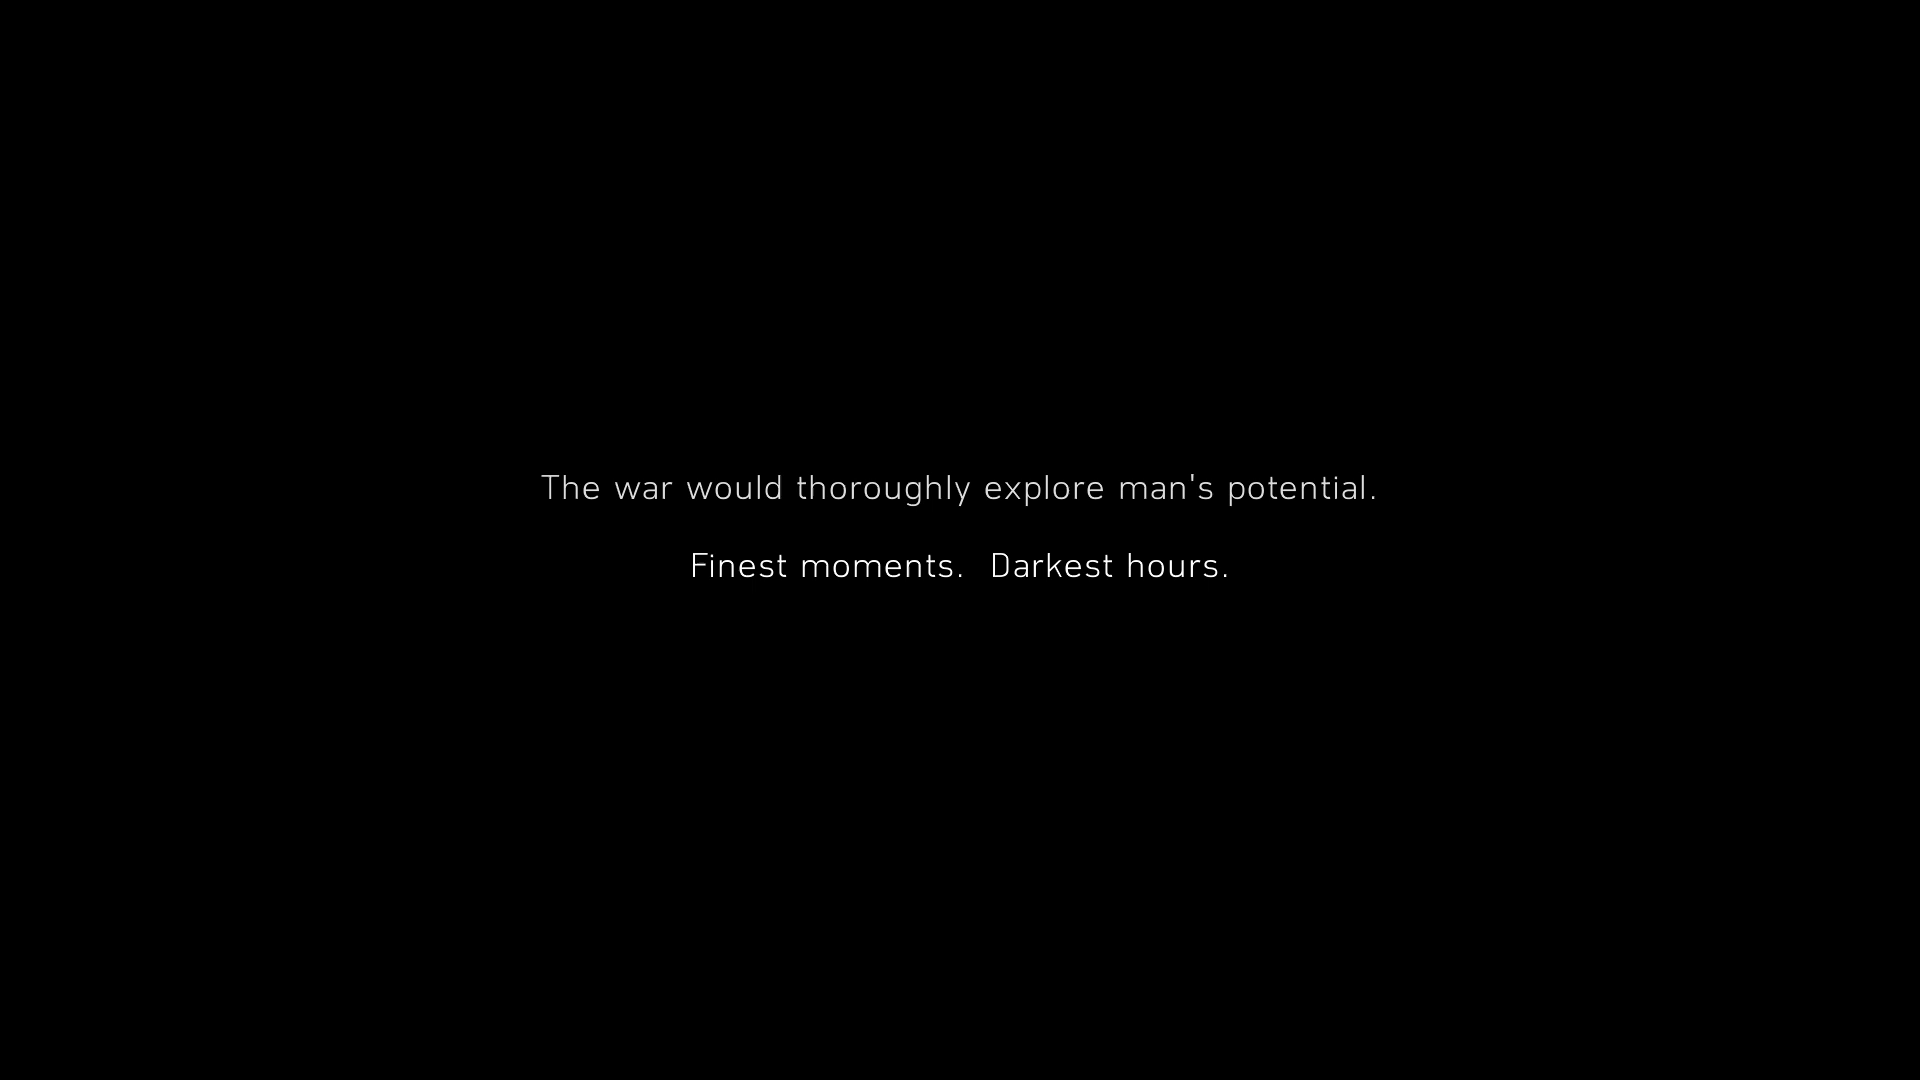 The war would thoroughly explore man's potential.
Finest moments.  Darkest hours.